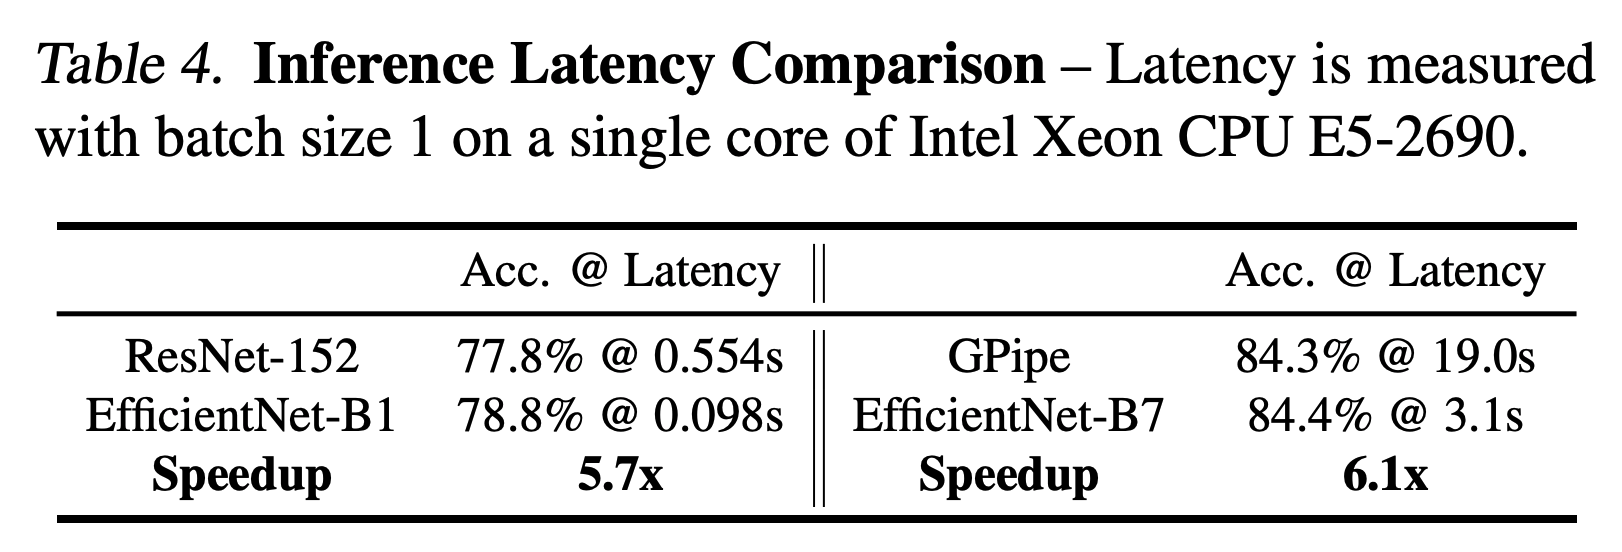 Table 4. Inference Latency Comparison – Latency is measured
with batch size 1 on a single core of Intel Xeon CPU E5-2690.
Acc. @ Latency Acc. @ Latency
ResNet-152 77.8% @ 0.554s GPipe 84.3% @ 19.0s
EfficientNet-B1 78.8% @ 0.098s EfficientNet-B7 84.4% @ 3.1s
Speedup 5.7x Speedup 6.1x